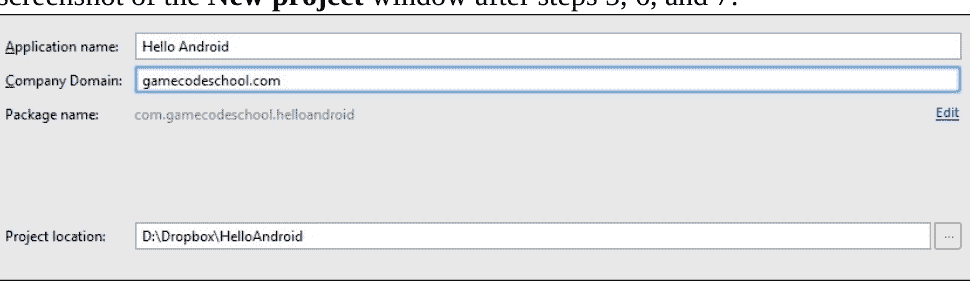 screenshot of the New project window after steps 5, 6, and 7:
Application name: Hello Android
Company Domain: gamecodeschool.com
Package name: com.gamecodeschool.helloandroid Edit
Project location: D:\Dropbox\HelloAndroid ...